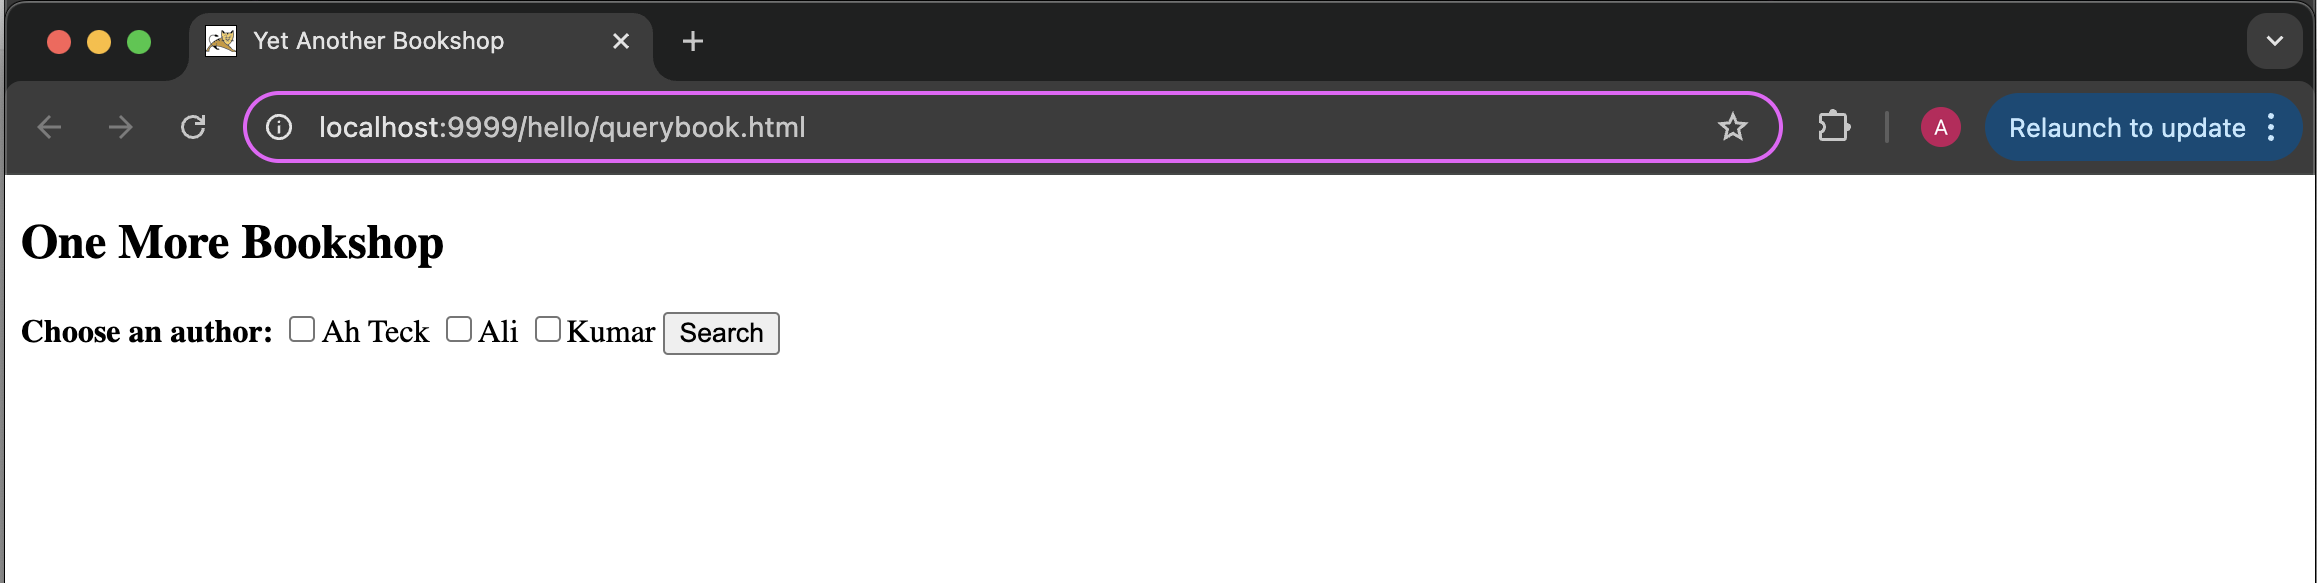 Yet Another Bookshop
localhost:9999/hello/querybook.html
A
Relaunch to update
One More Bookshop
Choose an author: Ah Teck Ali Kumar Search